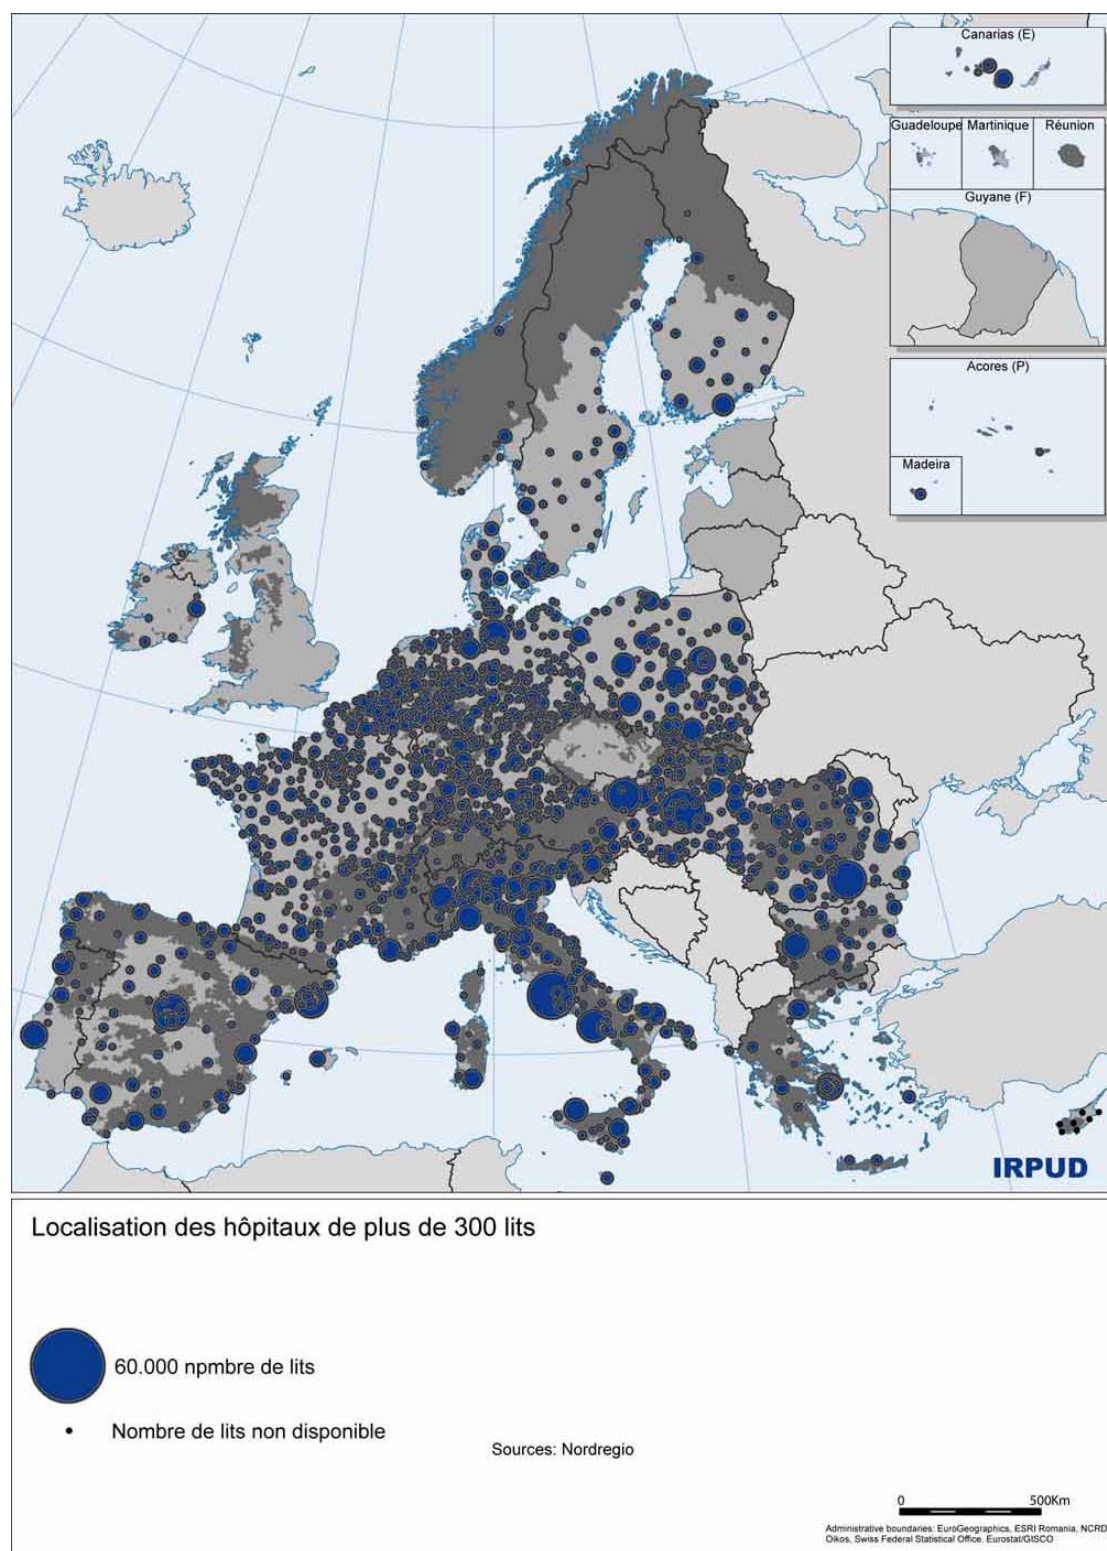 Canarias (E)
Guadeloupe Martinique Réunion
Guyane (F)
Acores (P)
Madeira
IRPUD
Localisation des hôpitaux de plus de 300 lits
60.000 npmbre de lits
Nombre de lits non disponible
Sources: Nordregio
0 500Km
Administrative boundaries: EuroGeographics, ESRI Romania, NCRD
Oikos, Swiss Federal Statistical Office. Eurostat/GISCO